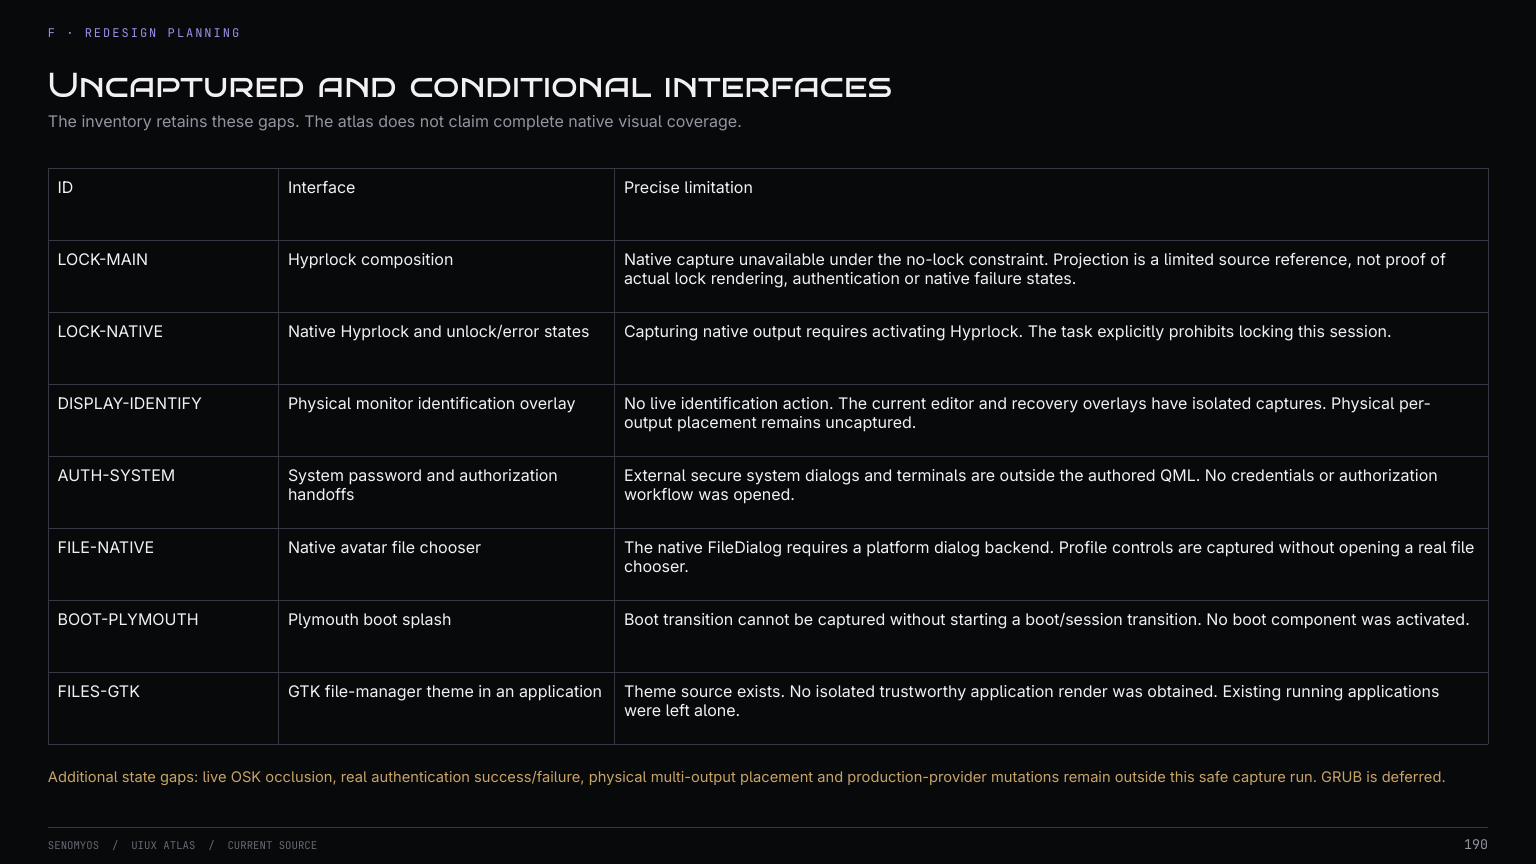 F · REDESIGN PLANNING
Uncaptured and conditional interfaces
The inventory retains these gaps. The atlas does not claim complete native visual coverage.
ID
Interface
Precise limitation
LOCK-MAIN
Hyprlock composition
Native capture unavailable under the no-lock constraint. Projection is a limited source reference, not proof of
actual lock rendering, authentication or native failure states.
LOCK-NATIVE
Native Hyprlock and unlock/error states
Capturing native output requires activating Hyprlock. The task explicitly prohibits locking this session.
DISPLAY-IDENTIFY
Physical monitor identification overlay
No live identification action. The current editor and recovery overlays have isolated captures. Physical per-
output placement remains uncaptured.
AUTH-SYSTEM
System password and authorization
handoffs
External secure system dialogs and terminals are outside the authored QML. No credentials or authorization
workflow was opened.
FILE-NATIVE
Native avatar file chooser
The native FileDialog requires a platform dialog backend. Profile controls are captured without opening a real file
chooser.
BOOT-PLYMOUTH
Plymouth boot splash
Boot transition cannot be captured without starting a boot/session transition. No boot component was activated.
FILES-GTK
GTK file-manager theme in an application
Theme source exists. No isolated trustworthy application render was obtained. Existing running applications
were left alone.
Additional state gaps: live OSK occlusion, real authentication success/failure, physical multi-output placement and production-provider mutations remain outside this safe capture run. GRUB is deferred.
SENOMYOS / UIUX ATLAS / CURRENT SOURCE
190